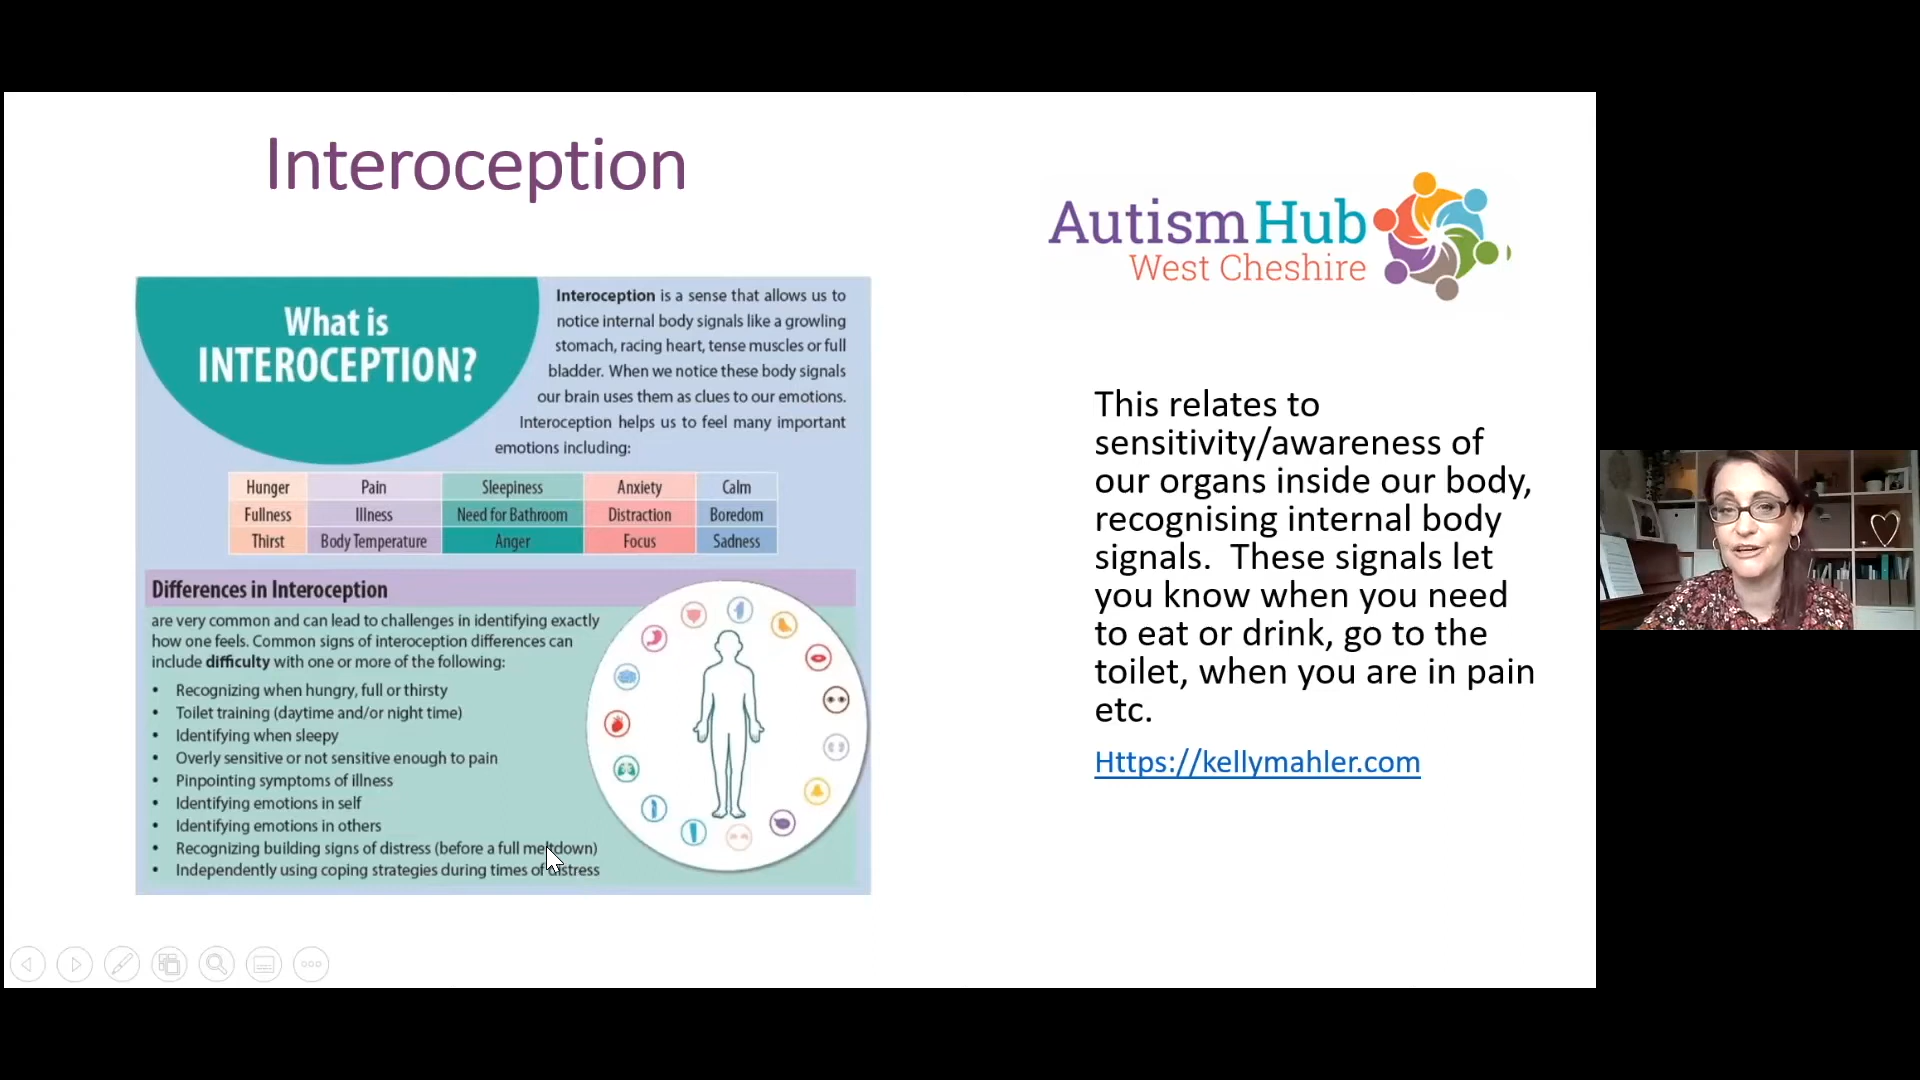 Interoception
Autism Hub
West Cheshire
What is
INTEROCEPTION?
Interoception is a sense that allows us to
notice internal body signals like a growling
stomach, racing heart, tense muscles or full
bladder. When we notice these body signals
our brain uses them as clues to our emotions.
Interoception helps us to feel many important
emotions including:
Hunger Pain Sleepiness Anxiety Calm
Fullness Illness Need for Bathroom Distraction Boredom
Thirst Body Temperature Anger Focus Sadness
Differences in Interoception
are very common and can lead to challenges in identifying exactly
how one feels. Common signs of interoception differences can
include difficulty with one or more of the following:
• Recognizing when hungry, full or thirsty
• Toilet training (daytime and/or night time)
• Identifying when sleepy
• Overly sensitive or not sensitive enough to pain
• Pinpointing symptoms of illness
• Identifying emotions in self
• Identifying emotions in others
• Recognizing building signs of distress (before a full meltdown)
• Independently using coping strategies during times of distress
This relates to
sensitivity/awareness of
our organs inside our body,
recognising internal body
signals.  These signals let
you know when you need
to eat or drink, go to the
toilet, when you are in pain
etc.
Https://kellymahler.com